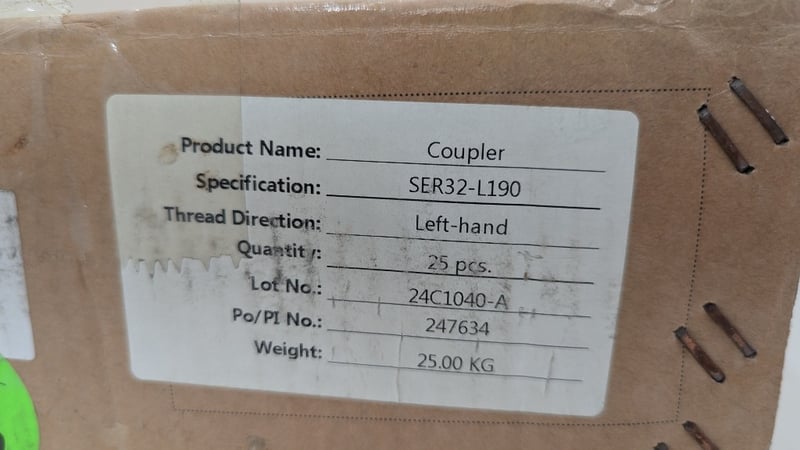 Product Name: Coupler
Specification: SER32-L190
Thread Direction: Left-hand
Quantity: 25 pcs.
Lot No.: 24C1040-A
Po/PI No.: 247634
Weight: 25.00 KG